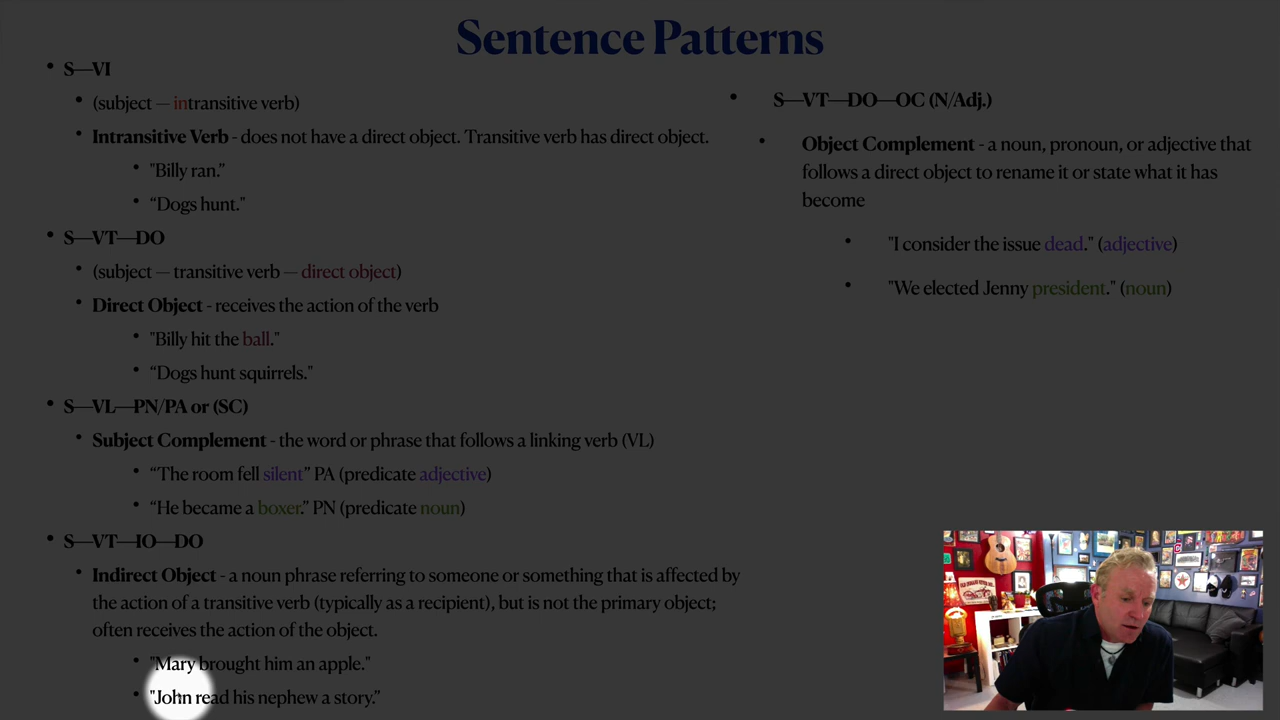 Sentence Patterns
• S—VI
• (subject — intransitive verb)
• Intransitive Verb - does not have a direct object. Transitive verb has direct object.
• "Billy ran.”
• “Dogs hunt."
• S—VT—DO
• (subject — transitive verb — direct object)
• Direct Object - receives the action of the verb
• "Billy hit the ball."
• “Dogs hunt squirrels."
• S—VL—PN/PA or (SC)
• Subject Complement - the word or phrase that follows a linking verb (VL)
• “The room fell silent” PA (predicate adjective)
• “He became a boxer.” PN (predicate noun)
• S—VT—IO—DO
• Indirect Object - a noun phrase referring to someone or something that is affected by
the action of a transitive verb (typically as a recipient), but is not the primary object;
often receives the action of the object.
• "Mary brought him an apple."
• "John read his nephew a story.”
• S—VT—DO—OC (N/Adj.)
• Object Complement - a noun, pronoun, or adjective that
follows a direct object to rename it or state what it has
become
• "I consider the issue dead." (adjective)
• "We elected Jenny president." (noun)